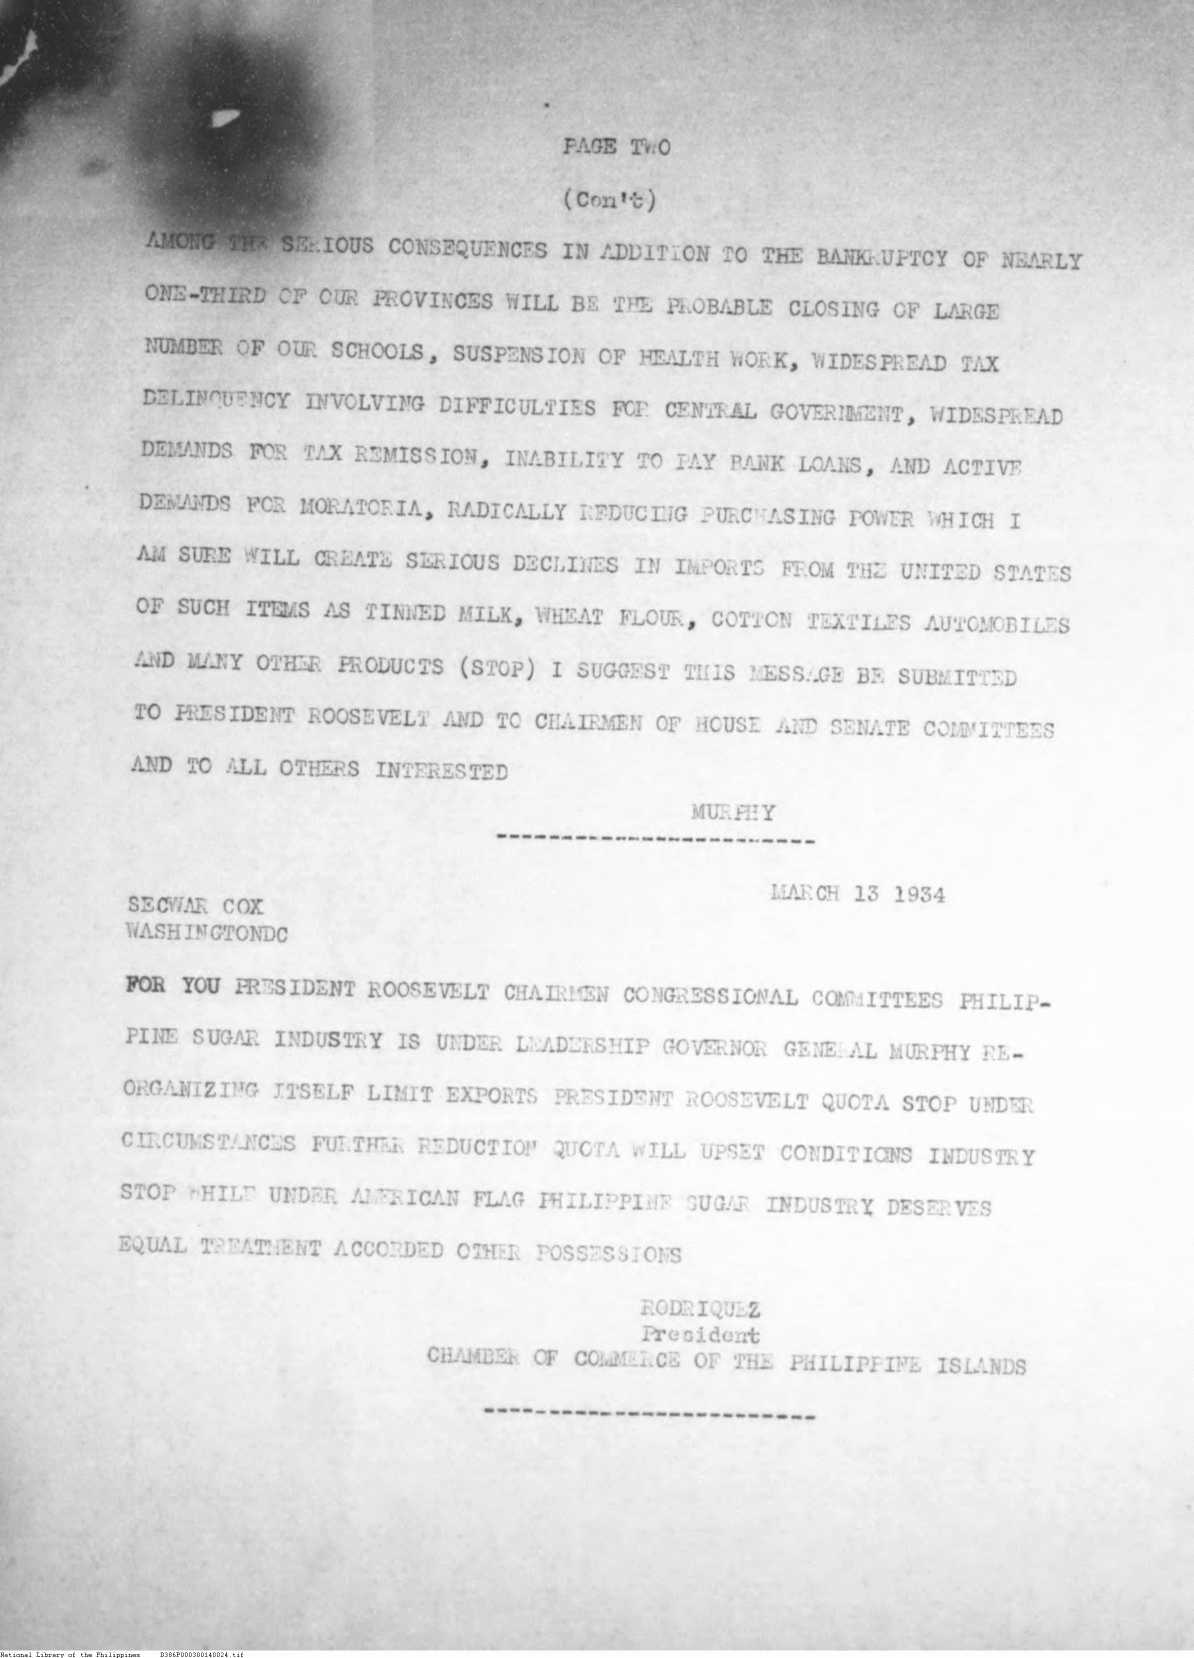 PAGE TWO
(Con't)
AMONG THE SERIOUS CONSEQUENCES IN ADDITION TO THE BANKRUPTCY OF NEARLY
ONE-THIRD OF OUR PROVINCES WILL BE THE PROBABLE CLOSING OF LARGE
NUMBER OF OUR SCHOOLS, SUSPENSION OF HEALTH WORK, WIDESPREAD TAX
DELINQUENCY INVOLVING DIFFICULTIES FOR CENTRAL GOVERNMENT, WIDESPREAD
DEMANDS FOR TAX REMISSION, INABILITY TO PAY BANK LOANS, AND ACTIVE
DEMANDS FOR MORATORIA, RADICALLY REDUCING PURCHASING POWER WHICH I
AM SURE WILL CREATE SERIOUS DECLINES IN IMPORTS FROM THE UNITED STATES
OF SUCH ITEMS AS TINNED MILK, WHEAT FLOUR, COTTON TEXTILES AUTOMOBILES
AND MANY OTHER PRODUCTS (STOP) I SUGGEST THIS MESSAGE BE SUBMITTED
TO PRESIDENT ROOSEVELT AND TO CHAIRMEN OF HOUSE AND SENATE COMMITTEES
AND TO ALL OTHERS INTERESTED
MURPHY
-------------------------
MARCH 13 1934
SECWAR COX
WASHINGTONDC
FOR YOU PRESIDENT ROOSEVELT CHAIRMEN CONGRESSIONAL COMMITTEES PHILIP-
PINE SUGAR INDUSTRY IS UNDER LEADERSHIP GOVERNOR GENERAL MURPHY RE-
ORGANIZING ITSELF LIMIT EXPORTS PRESIDENT ROOSEVELT QUOTA STOP UNDER
CIRCUMSTANCES FURTHER REDUCTION QUOTA WILL UPSET CONDITIONS INDUSTRY
STOP WHILE UNDER AMERICAN FLAG PHILIPPINE SUGAR INDUSTRY DESERVES
EQUAL TREATMENT ACCORDED OTHER POSSESSIONS
RODRIQUEZ
President
CHAMBER OF COMMERCE OF THE PHILIPPINE ISLANDS
-------------------------
National Library of the Philippines B386P000300140024.tif